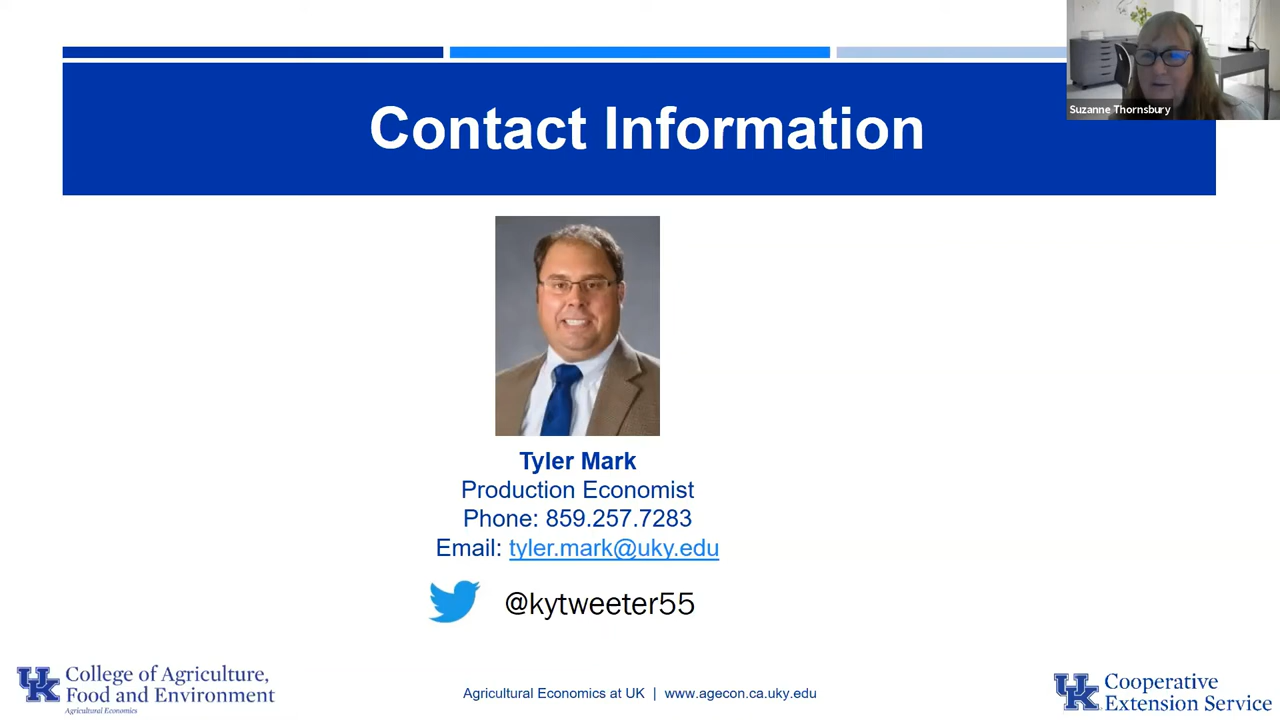 Suzanne Thornsbury
Contact Information
Tyler Mark
Production Economist
Phone: 859.257.7283
Email: tyler.mark@uky.edu
@kytweeter55
UK
College of Agriculture,
Food and Environment
Agricultural Economics
Agricultural Economics at UK | www.agecon.ca.uky.edu
UK
Cooperative
Extension Service